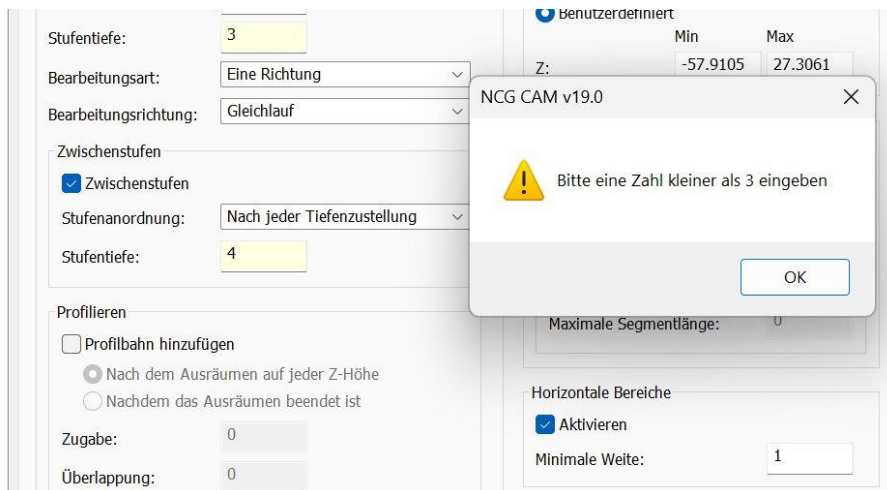 Stufentiefe: 3
Bearbeitungsart: Eine Richtung
Bearbeitungsrichtung: Gleichlauf
Zwischenstufen
Zwischenstufen
Stufenanordnung: Nach jeder Tiefenzustellung
Stufentiefe: 4
Profilieren
Profilbahn hinzufügen
Nach dem Ausräumen auf jeder Z-Höhe
Nachdem das Ausräumen beendet ist
Zugabe: 0
Überlappung: 0
Benutzerdefiniert
Min Max
Z: -57.9105 27.3061
NCG CAM v19.0
Bitte eine Zahl kleiner als 3 eingeben
OK
Maximale Segmentlänge: 0
Horizontale Bereiche
Aktivieren
Minimale Weite: 1